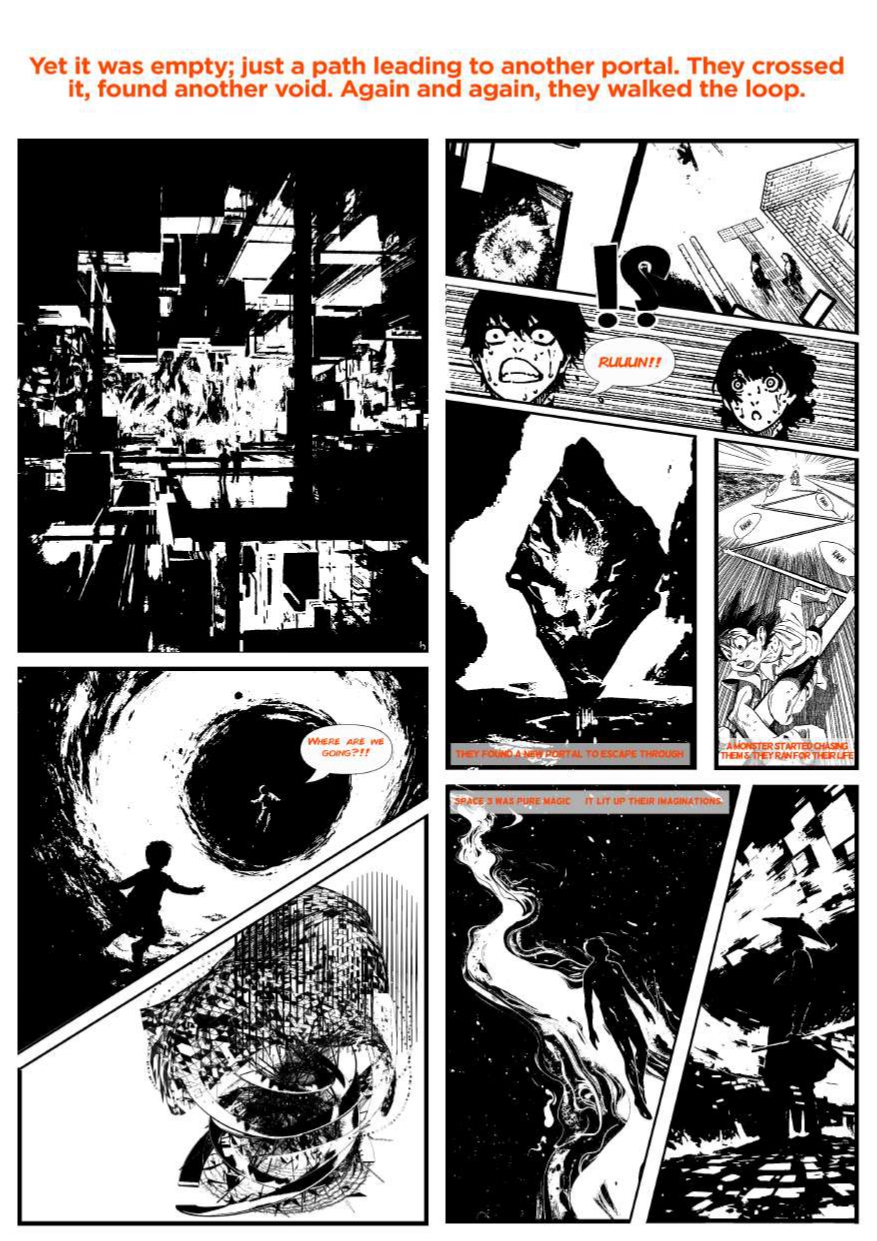 Yet it was empty; just a path leading to another portal. They crossed
it, found another void. Again and again, they walked the loop.
!?
RUUUN!!
THEY FOUND A NEW PORTAL TO ESCAPE THROUGH
A MONSTER STARTED CHASING
THEM & THEY RAN FOR THEIR LIFE
WHERE ARE WE
GOING?!!
SPACE 3 WAS PURE MAGIC IT LIT UP THEIR IMAGINATIONS